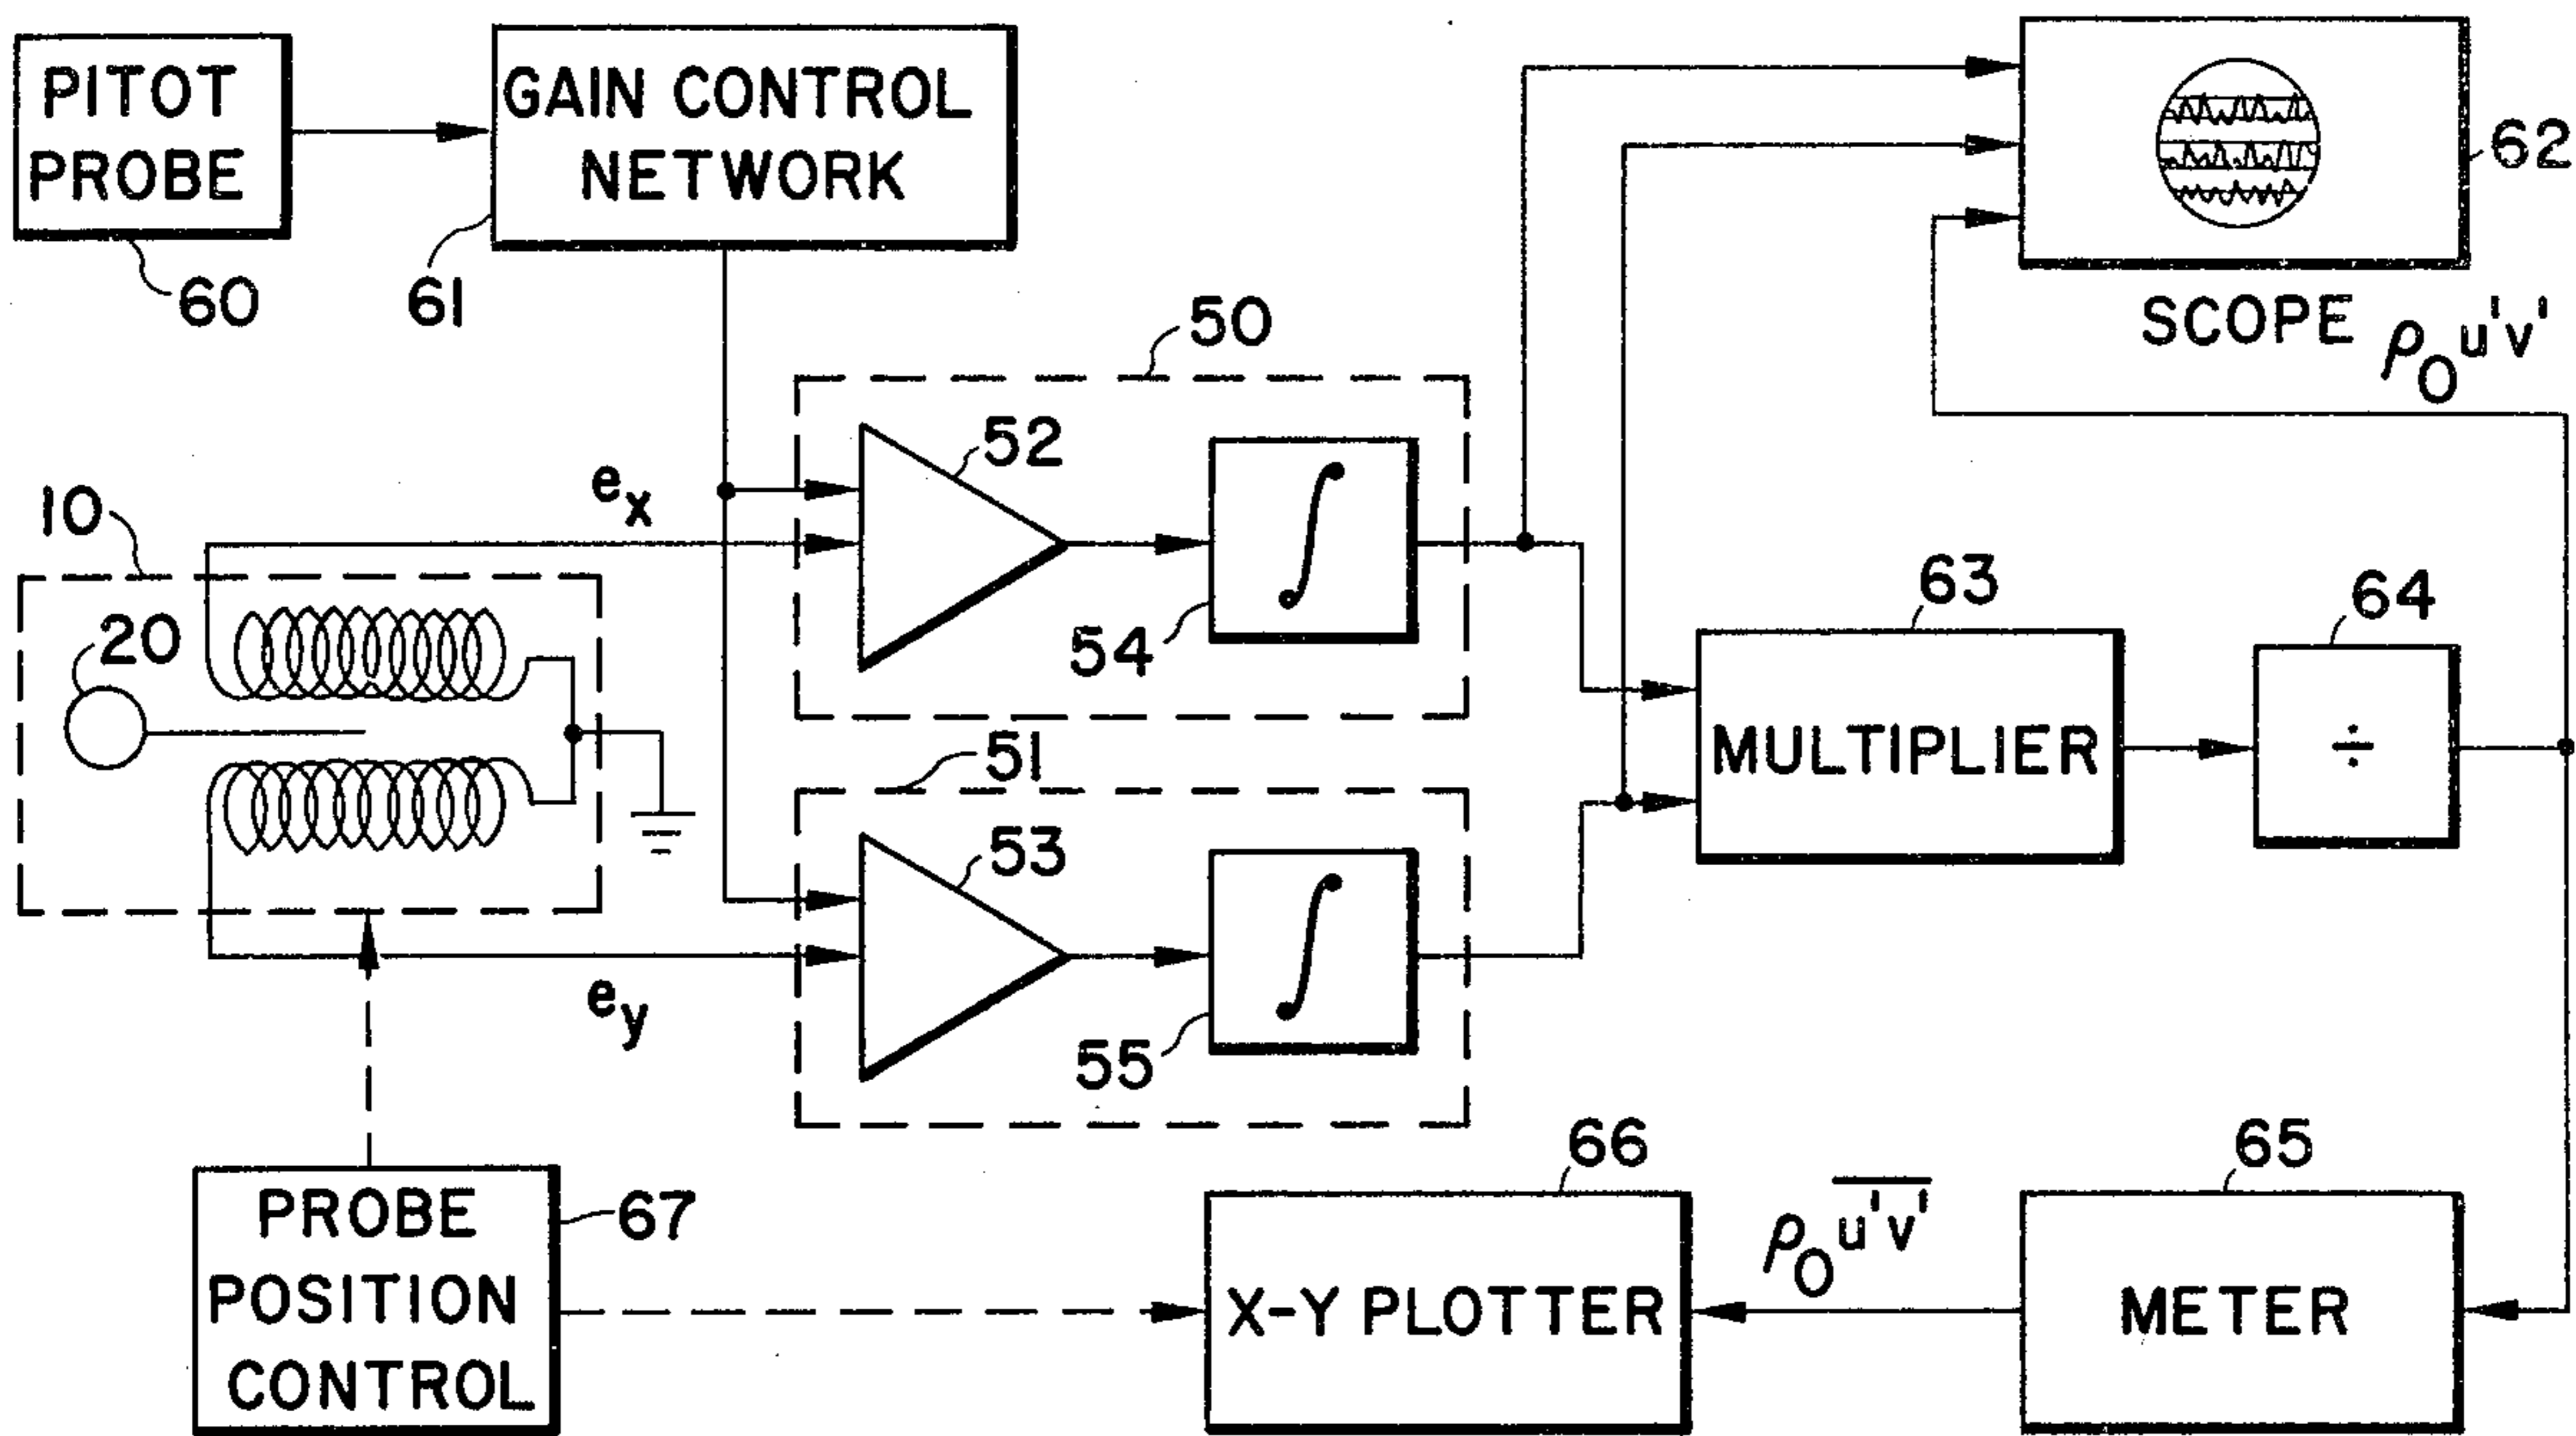 PITOT
PROBE
60
GAIN CONTROL
NETWORK
61
62
SCOPE
ρ₀u'v'
50
52
54
eₓ
10
20
63
MULTIPLIER
64
÷
51
53
55
e_y
PROBE
POSITION
CONTROL
67
66
X-Y PLOTTER
ρ₀u̅'̅v̅'̅
65
METER